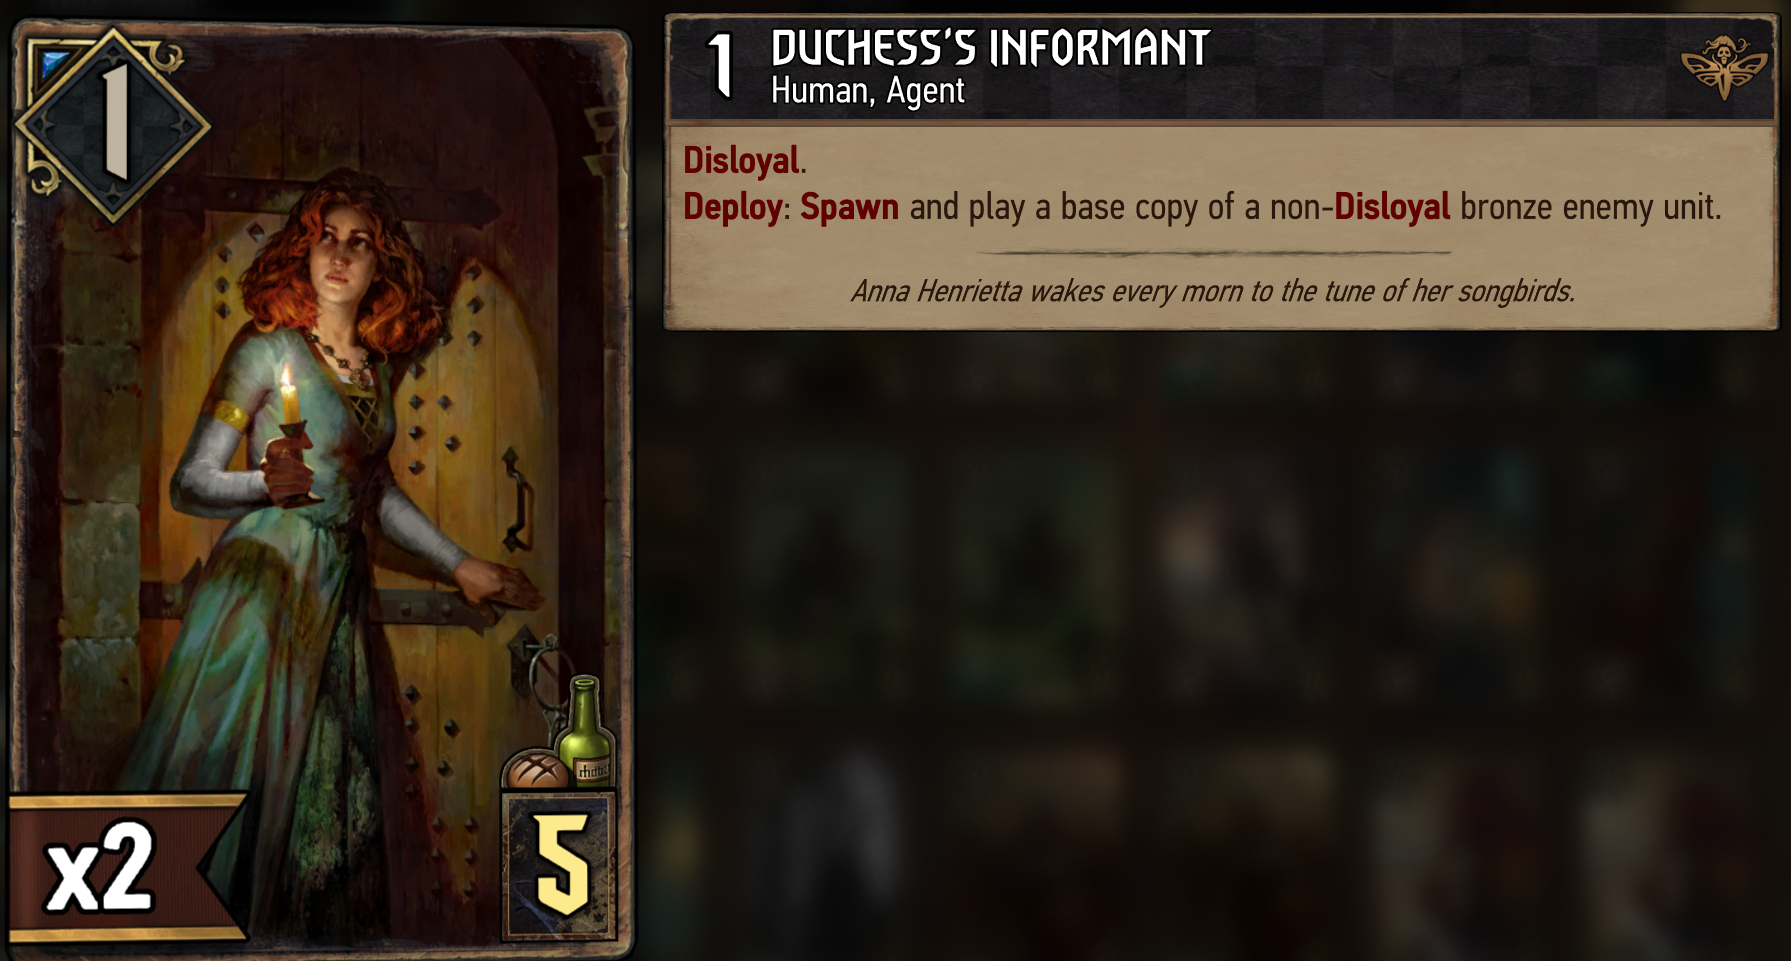 1
x2
5
1
DUCHESS'S INFORMANT
Human, Agent
Disloyal.
Deploy: Spawn and play a base copy of a non-Disloyal bronze enemy unit.
Anna Henrietta wakes every morn to the tune of her songbirds.